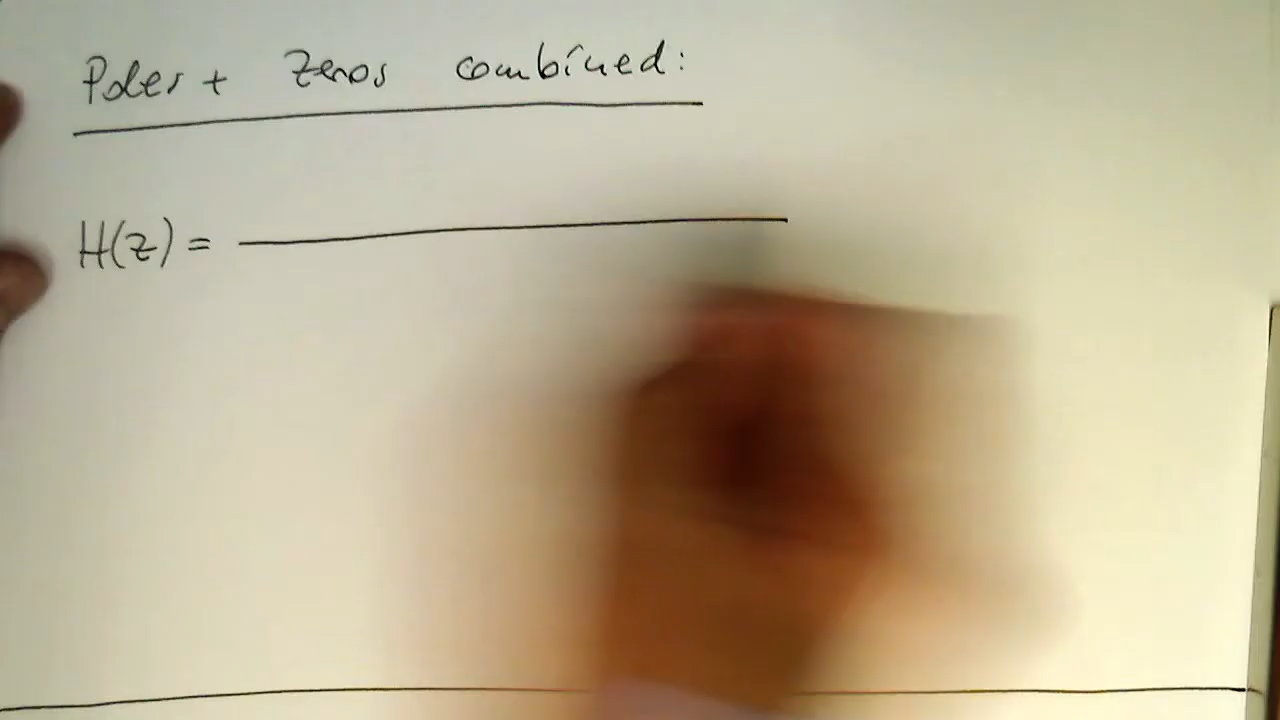 Poles + Zeros combined:
H(z) =